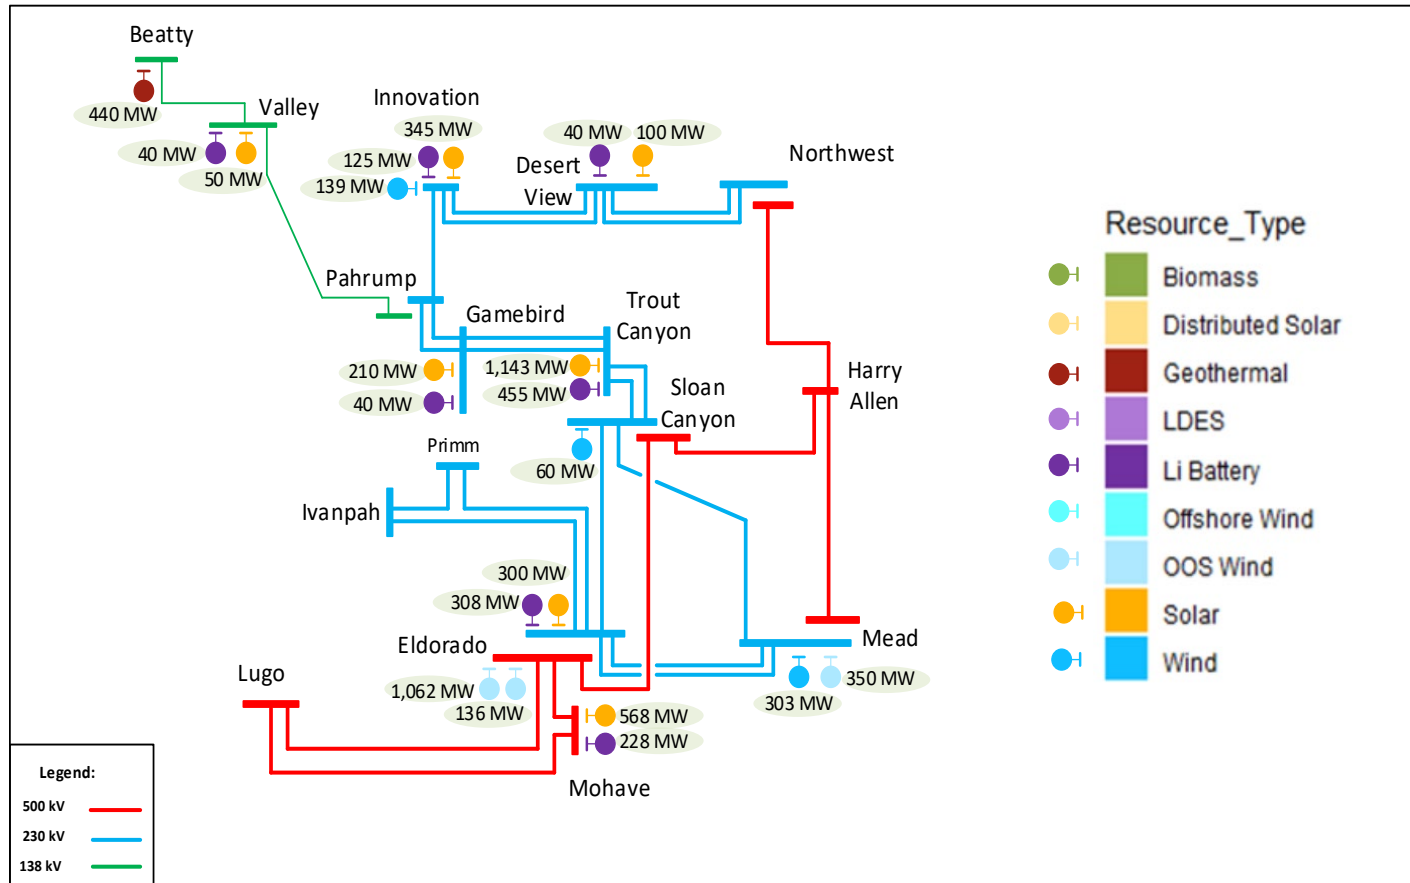 Beatty
440 MW
Valley
40 MW
50 MW
Innovation
345 MW
125 MW
139 MW
40 MW
100 MW
Desert
View
Northwest
Pahrump
Gamebird
210 MW
40 MW
Trout
Canyon
1,143 MW
455 MW
Sloan
Canyon
60 MW
Harry
Allen
Primm
Ivanpah
300 MW
308 MW
Eldorado
1,062 MW
136 MW
Mead
350 MW
303 MW
Lugo
568 MW
228 MW
Mohave
Legend:
500 kV
230 kV
138 kV
Resource_Type
Biomass
Distributed Solar
Geothermal
LDES
Li Battery
Offshore Wind
OOS Wind
Solar
Wind